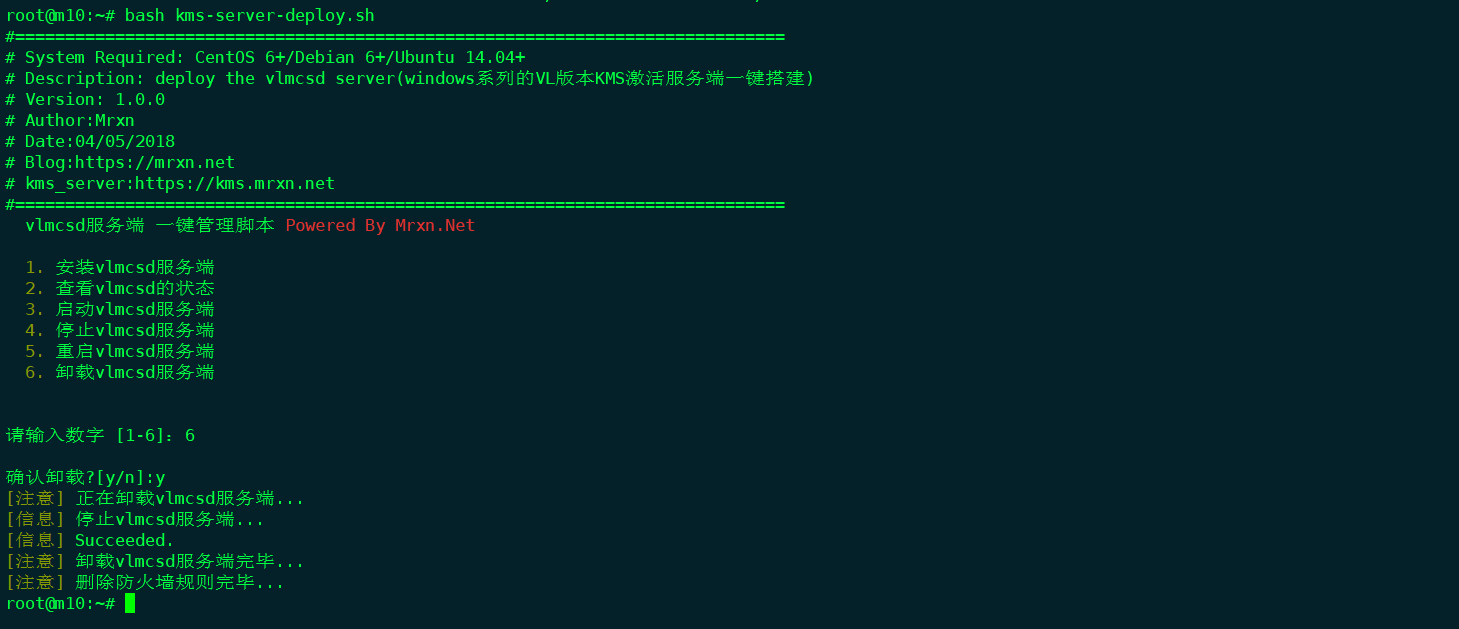 root@m10:~# bash kms-server-deploy.sh
#=============================================================================
# System Required: CentOS 6+/Debian 6+/Ubuntu 14.04+
# Description: deploy the vlmcsd server(windows系列的VL版本KMS激活服务端一键搭建)
# Version: 1.0.0
# Author:Mrxn
# Date:04/05/2018
# Blog:https://mrxn.net
# kms_server:https://kms.mrxn.net
#=============================================================================
vlmcsd服务端 一键管理脚本 Powered By Mrxn.Net
1. 安装vlmcsd服务端
2. 查看vlmcsd的状态
3. 启动vlmcsd服务端
4. 停止vlmcsd服务端
5. 重启vlmcsd服务端
6. 卸载vlmcsd服务端
请输入数字 [1-6]：6
确认卸载?[y/n]:y
[注意] 正在卸载vlmcsd服务端...
[信息] 停止vlmcsd服务端...
[信息] Succeeded.
[注意] 卸载vlmcsd服务端完毕...
[注意] 删除防火墙规则完毕...
root@m10:~#